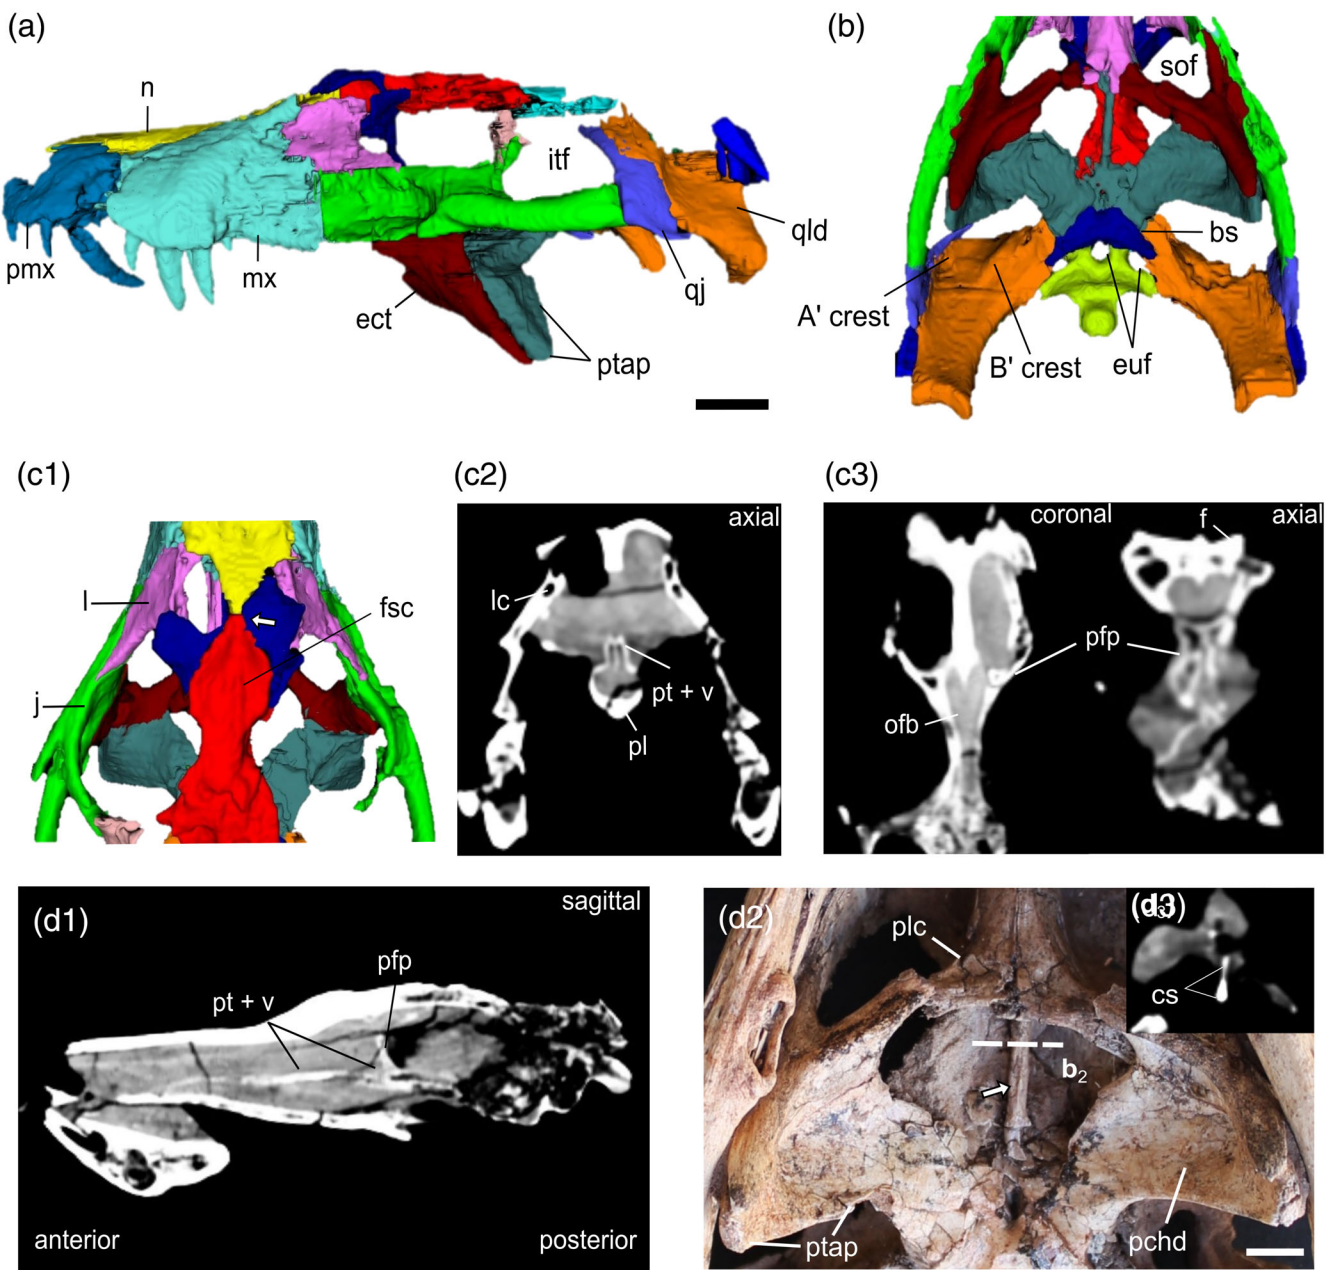 (a)
n
itf
pmx
mx
ect
ptap
qj
qld
(b)
sof
bs
A' crest
B' crest
euf
(c1)
l
fsc
j
(c2)
axial
lc
pt + v
pl
(c3)
coronal
f
axial
pfp
ofb
(d1)
sagittal
pfp
pt + v
anterior
posterior
(d2)
plc
b2
ptap
pchd
(d3)
cs